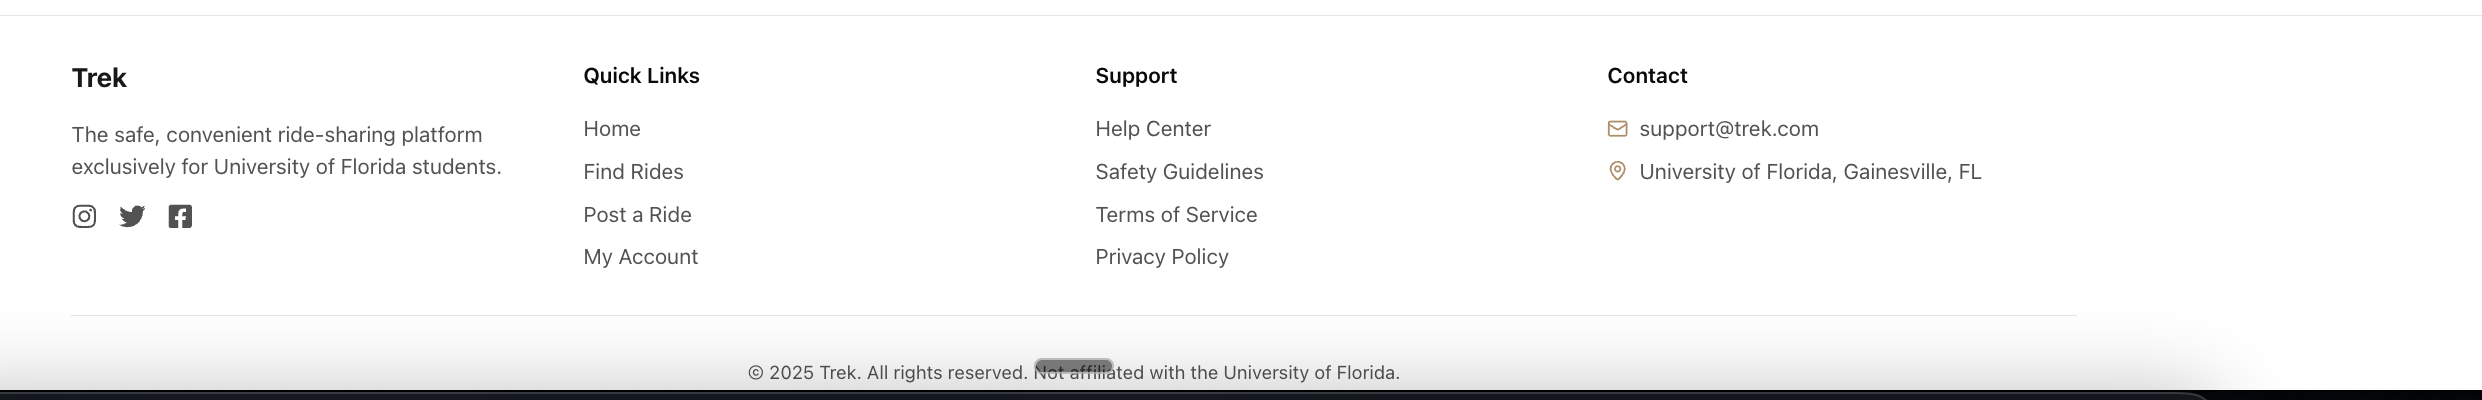 Trek
The safe, convenient ride-sharing platform
exclusively for University of Florida students.
Quick Links
Home
Find Rides
Post a Ride
My Account
Support
Help Center
Safety Guidelines
Terms of Service
Privacy Policy
Contact
support@trek.com
University of Florida, Gainesville, FL
© 2025 Trek. All rights reserved. Not affiliated with the University of Florida.